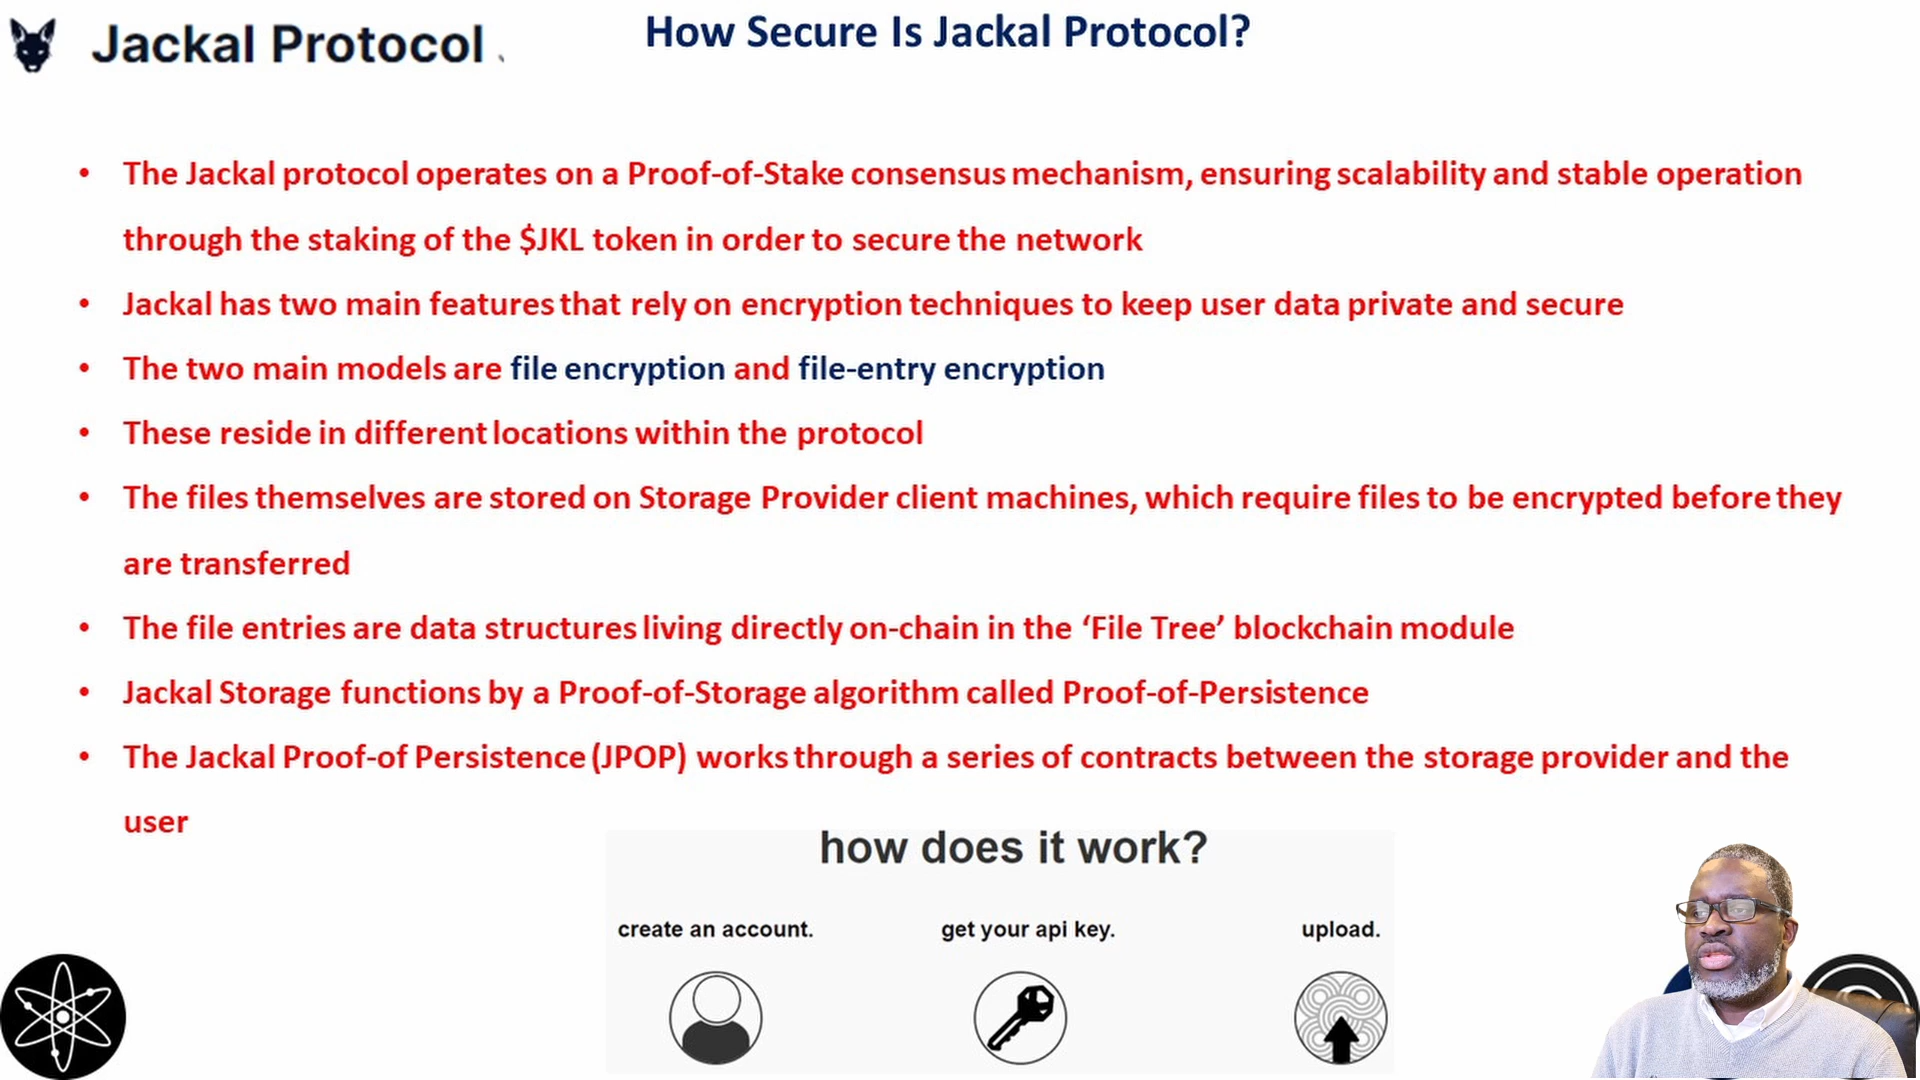 Jackal Protocol
How Secure Is Jackal Protocol?
• The Jackal protocol operates on a Proof-of-Stake consensus mechanism, ensuring scalability and stable operation
through the staking of the $JKL token in order to secure the network
• Jackal has two main features that rely on encryption techniques to keep user data private and secure
• The two main models are file encryption and file-entry encryption
• These reside in different locations within the protocol
• The files themselves are stored on Storage Provider client machines, which require files to be encrypted before they
are transferred
• The file entries are data structures living directly on-chain in the ‘File Tree’ blockchain module
• Jackal Storage functions by a Proof-of-Storage algorithm called Proof-of-Persistence
• The Jackal Proof-of Persistence (JPOP) works through a series of contracts between the storage provider and the
user
how does it work?
create an account. get your api key. upload.